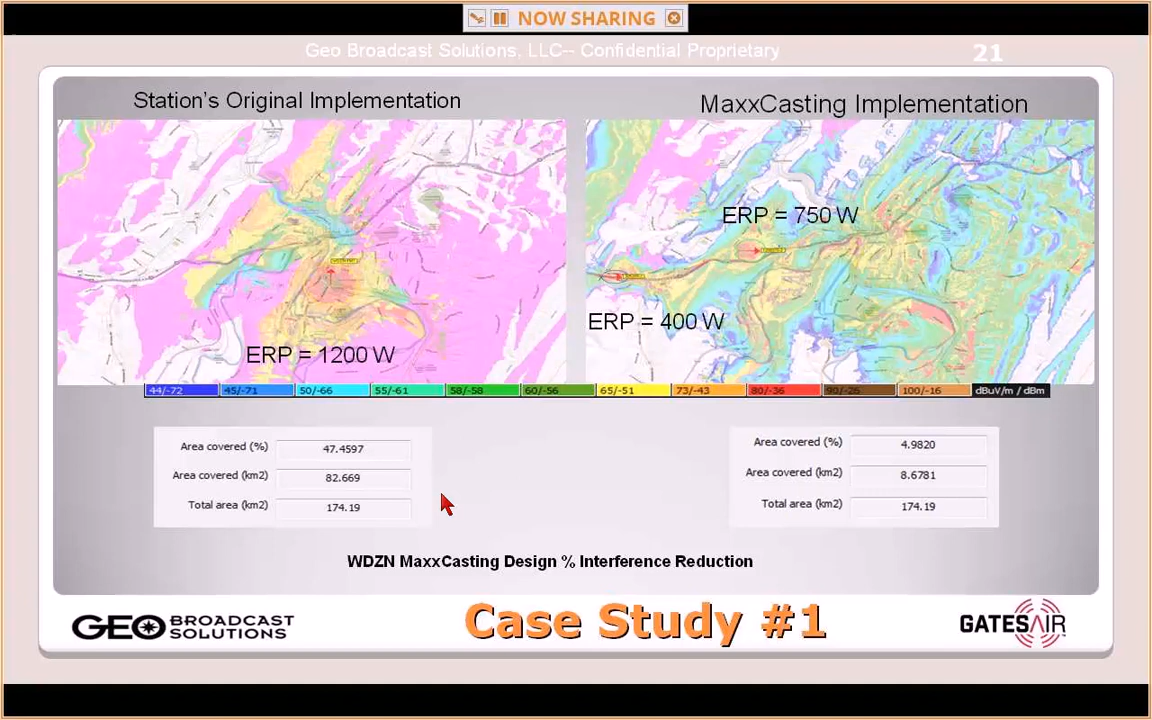 NOW SHARING
Geo Broadcast Solutions, LLC-- Confidential Proprietary
21
Station's Original Implementation
MaxxCasting Implementation
ERP = 1200 W
ERP = 750 W
ERP = 400 W
44/-72 45/-71 50/-66 55/-61 58/-58 60/-56 65/-51 73/-43 80/-36 90/-26 100/-16 dBuV/m / dBm
Area covered (%) 47.4597
Area covered (km2) 82.669
Total area (km2) 174.19
Area covered (%) 4.9820
Area covered (km2) 8.6781
Total area (km2) 174.19
WDZN MaxxCasting Design % Interference Reduction
GEO BROADCAST
SOLUTIONS
Case Study #1
GATESAIR